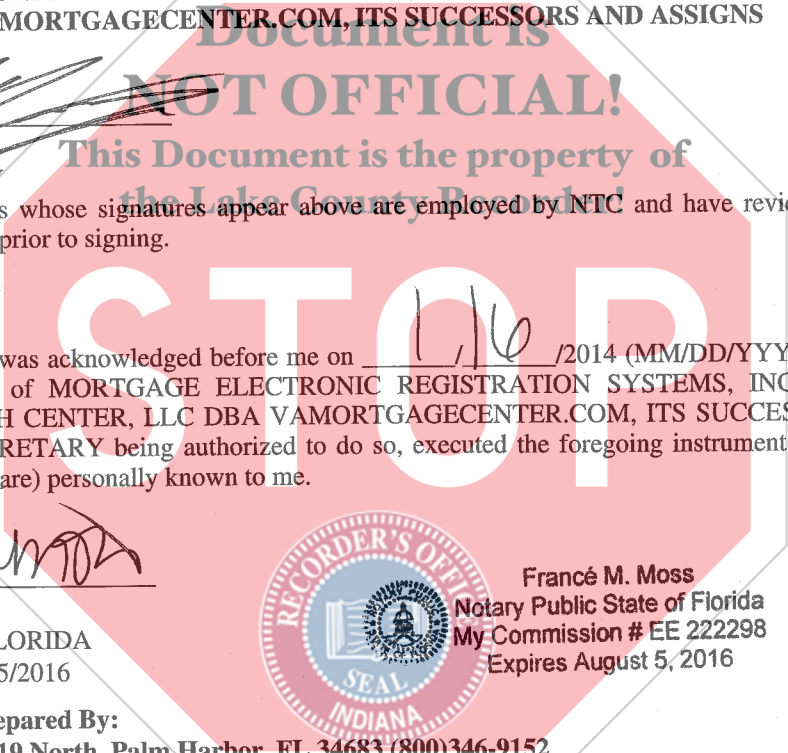 MORTGAGECENTER.COM, ITS SUCCESSORS AND ASSIGNS
Document is
NOT OFFICIAL!
This Document is the property of
the Lake County Recorder!
s whose signatures appear above are employed by NTC and have revi
prior to signing.
STOP
was acknowledged before me on 1/16/2014 (MM/DD/YYY
of MORTGAGE ELECTRONIC REGISTRATION SYSTEMS, INC
H CENTER, LLC DBA VAMORTGAGECENTER.COM, ITS SUCCES
RETARY being authorized to do so, executed the foregoing instrument
are) personally known to me.
RECORDER'S OFFICE
SEAL
INDIANA
Francé M. Moss
Notary Public State of Florida
My Commission # EE 222298
Expires August 5, 2016
LORIDA
5/2016
epared By:
19 North, Palm Harbor, FL 34683 (800)346-9152